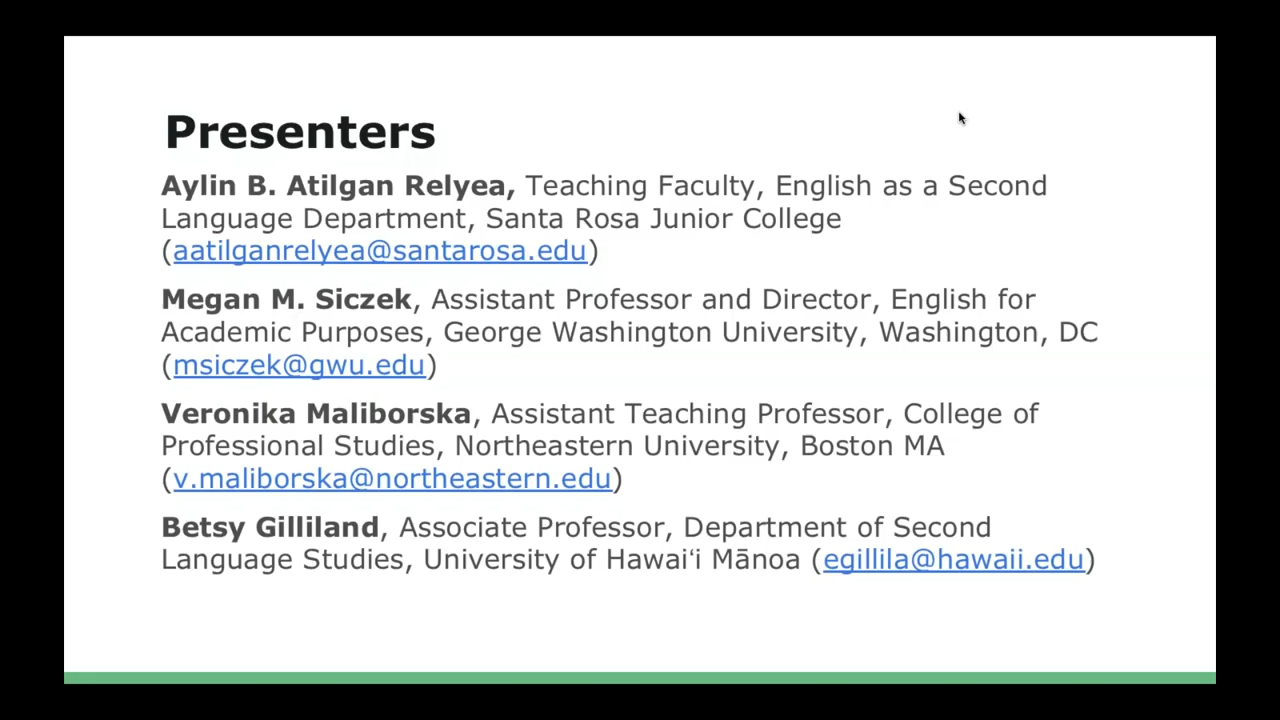 Presenters
Aylin B. Atilgan Relyea, Teaching Faculty, English as a Second
Language Department, Santa Rosa Junior College
(aatilganrelyea@santarosa.edu)
Megan M. Siczek, Assistant Professor and Director, English for
Academic Purposes, George Washington University, Washington, DC
(msiczek@gwu.edu)
Veronika Maliborska, Assistant Teaching Professor, College of
Professional Studies, Northeastern University, Boston MA
(v.maliborska@northeastern.edu)
Betsy Gilliland, Associate Professor, Department of Second
Language Studies, University of Hawaiʻi Mānoa (egillila@hawaii.edu)